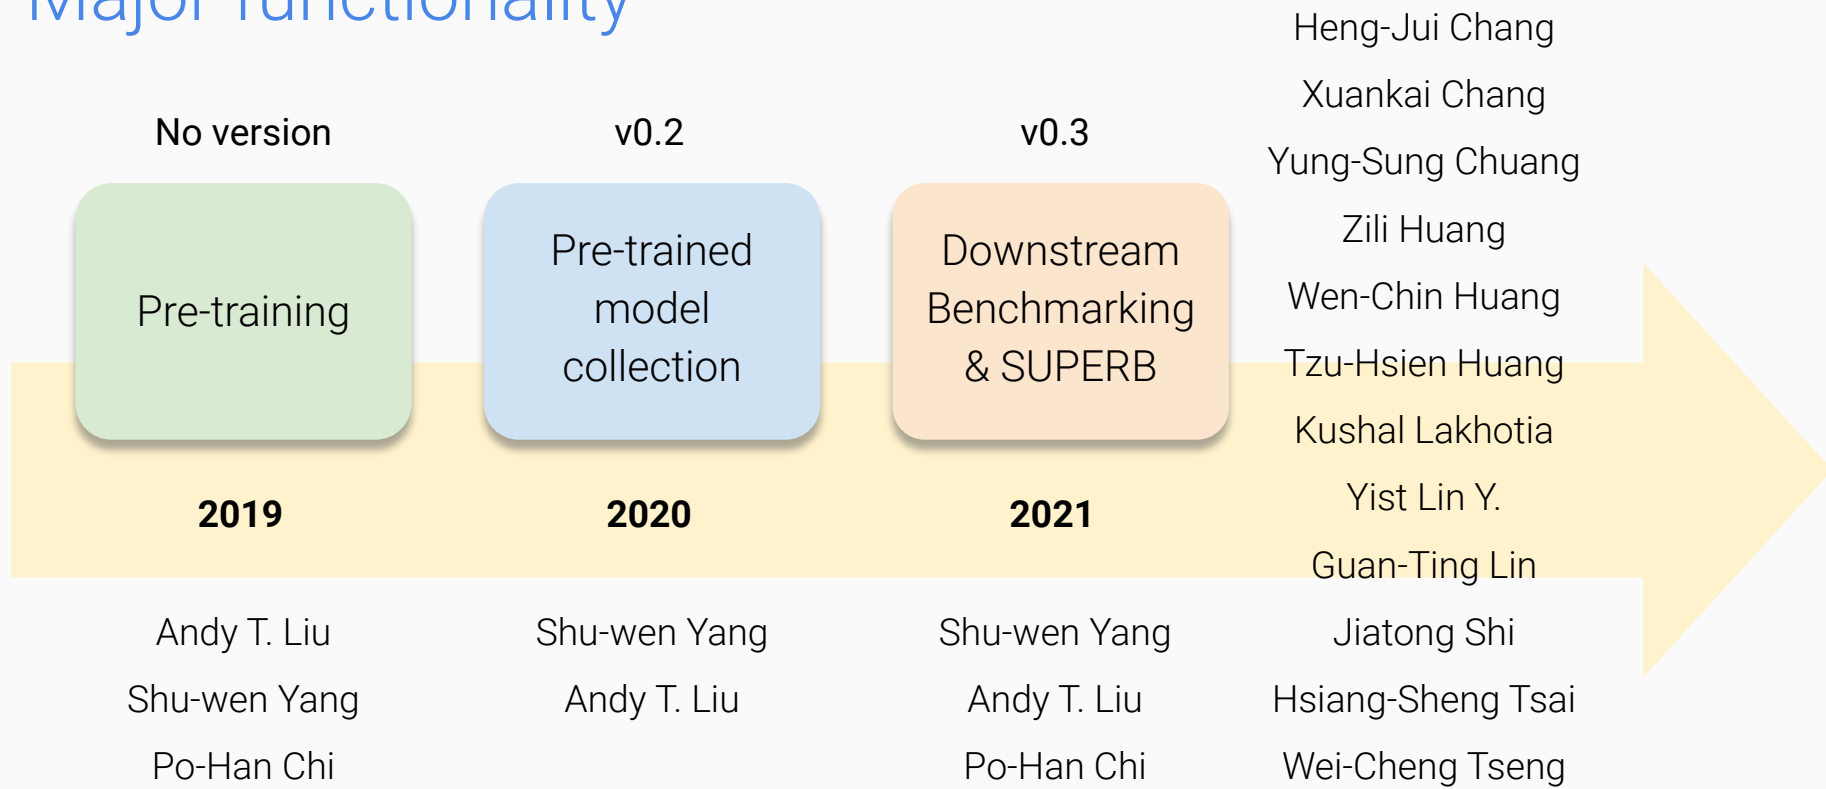 Major functionality
No version
Pre-training
2019
Andy T. Liu
Shu-wen Yang
Po-Han Chi
v0.2
Pre-trained
model
collection
2020
Shu-wen Yang
Andy T. Liu
v0.3
Downstream
Benchmarking
& SUPERB
2021
Shu-wen Yang
Andy T. Liu
Po-Han Chi
Heng-Jui Chang
Xuankai Chang
Yung-Sung Chuang
Zili Huang
Wen-Chin Huang
Tzu-Hsien Huang
Kushal Lakhotia
Yist Lin Y.
Guan-Ting Lin
Jiatong Shi
Hsiang-Sheng Tsai
Wei-Cheng Tseng